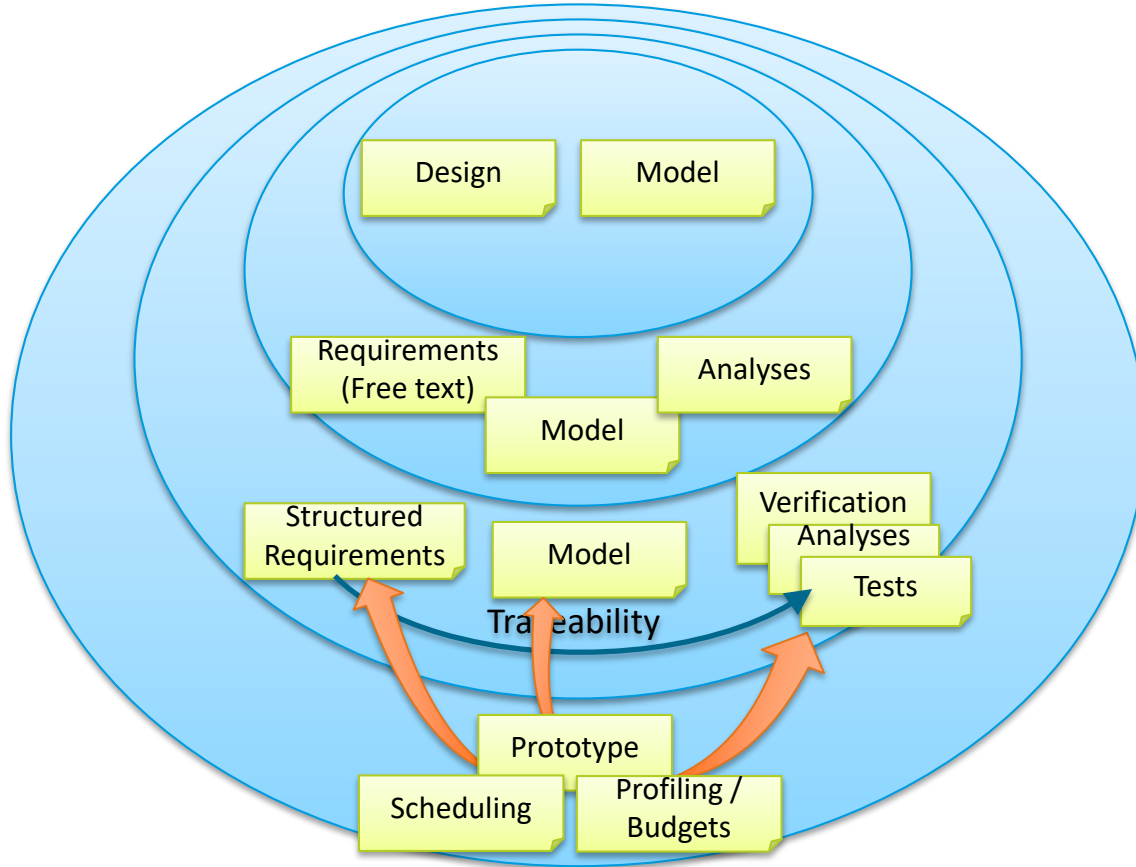 Design
Model
Requirements
(Free text)
Analyses
Model
Verification
Structured
Requirements
Model
Analyses
Tests
Traceability
Prototype
Scheduling
Profiling /
Budgets